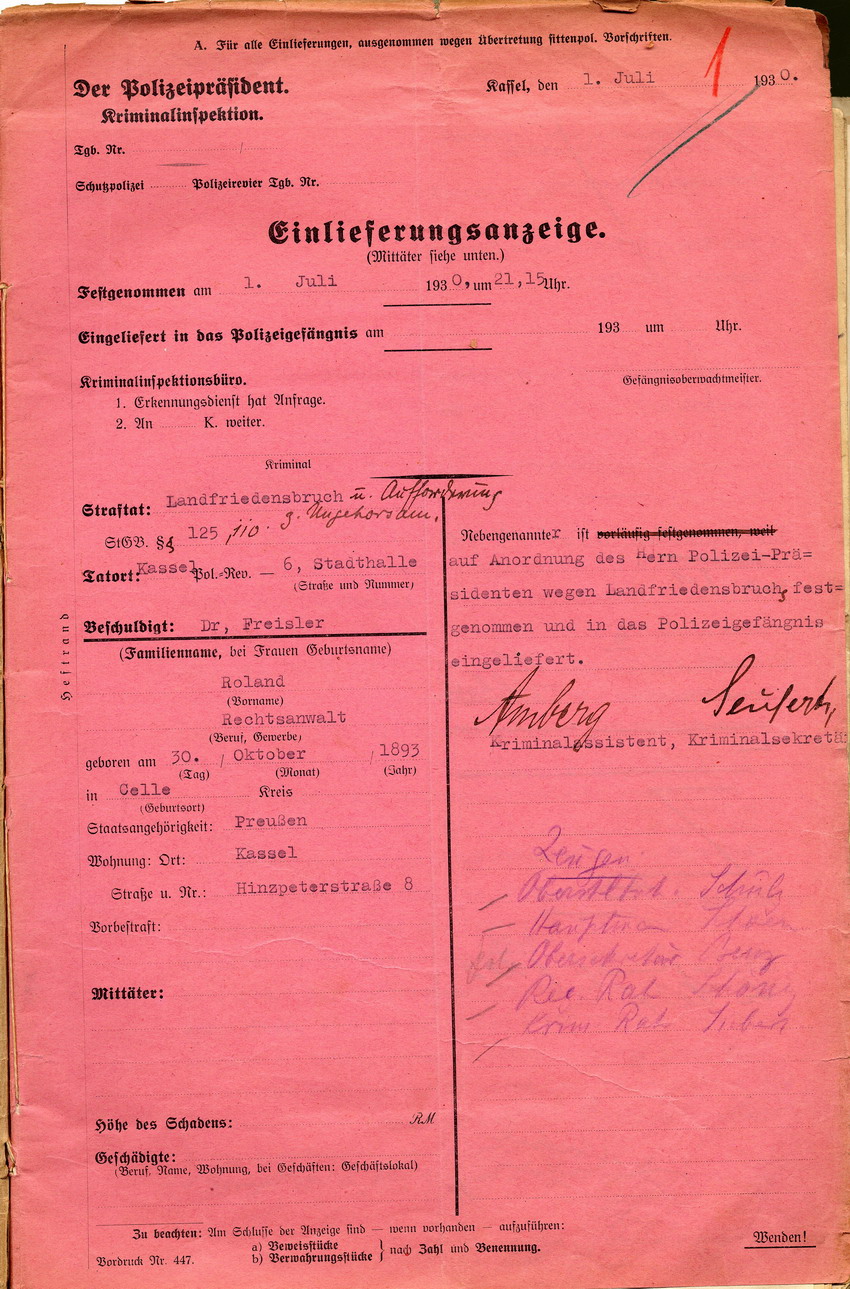 A. Für alle Einlieferungen, ausgenommen wegen Übertretung sittenpol. Vorschriften.
1
Der Polizeipräsident.
Kriminalinspektion.
Kassel, den 1. Juli 1930.
Tgb. Nr.
Schutzpolizei Polizeirevier Tgb. Nr.
Einlieferungsanzeige.
(Mittäter siehe unten.)
Festgenommen am 1. Juli 1930, um 21,15 Uhr.
Eingeliefert in das Polizeigefängnis am 193 um Uhr.
Gefängnisoberwachtmeister.
Kriminalinspektionsbüro.
1. Erkennungsdienst hat Anfrage.
2. An K. weiter.
Kriminal
Straftat: Landfriedensbruch u. Aufforderung
z. Ungehorsam.
StGB. § 125, 110.
Tatort: Kassel Pol.-Rev. — 6, Stadthalle
(Straße und Nummer)
Beschuldigt: Dr, Freisler
(Familienname, bei Frauen Geburtsname)
Roland
(Vorname)
Rechtsanwalt
(Beruf, Gewerbe)
geboren am 30. / Oktober / 1893
(Tag) (Monat) (Jahr)
in Celle Kreis
(Geburtsort)
Staatsangehörigkeit: Preußen
Wohnung: Ort: Kassel
Straße u. Nr.: Hinzpeterstraße 8
Vorbestraft:
Mittäter:
Höhe des Schadens: RM
Geschädigte:
(Beruf, Name, Wohnung, bei Geschäften: Geschäftslokal)
Heftrand
Nebengenannter ist vorläufig festgenommen, weil
auf Anordnung des Hern Polizei-Prä=
sidenten wegen Landfriedensbruch, fest=
genommen und in das Polizeigefängnis
eingeliefert.
Amberg Seufert,
Kriminalassistent, Kriminalsekretä
Zeugen
Oberstltnt. Schulz
Hauptman
Obersekretär
Reg. Rat
Krim Rat
Zu beachten: Am Schlusse der Anzeige sind — wenn vorhanden — aufzuführen:
a) Beweisstücke
b) Verwahrungsstücke } nach Zahl und Benennung.
Vordruck Nr. 447.
Wenden!